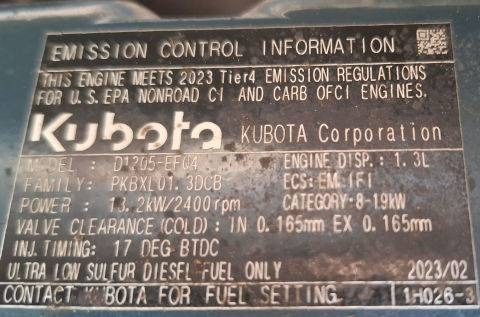 EMISSION CONTROL INFORMATION
THIS ENGINE MEETS 2023 Tier4 EMISSION REGULATIONS
FOR U.S. EPA NONROAD CI AND CARB OFCI ENGINES.
Kubota KUBOTA Corporation
MODEL : D1205-EF04 ENGINE DISP.: 1.3L
FAMILY: PKBXL01.3DCB ECS:EM, IFI
POWER : 13.2kW/2400rpm CATEGORY:8-19kW
VALVE CLEARANCE(COLD): IN 0.165mm EX 0.165mm
INJ.TIMING: 17 DEG BTDC
ULTRA LOW SULFUR DIESEL FUEL ONLY 2023/02
CONTACT KUBOTA FOR FUEL SETTING. 1H026-3